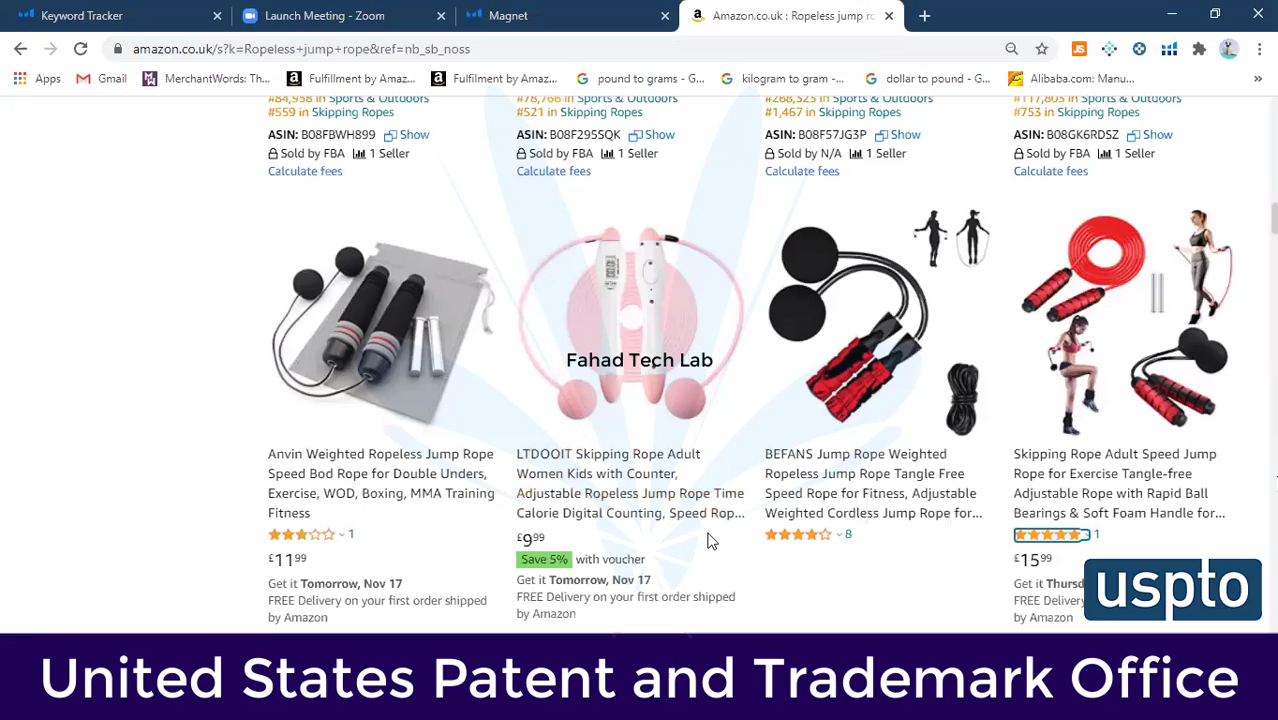 Keyword Tracker
Launch Meeting - Zoom
Magnet
Amazon.co.uk : Ropeless jump ro
amazon.co.uk/s?k=Ropeless+jump+rope&ref=nb_sb_noss
Apps
Gmail
MerchantWords: Th...
Fulfillment by Amaz...
Fulfilment by Amaz...
pound to grams - G...
kilogram to gram -...
dollar to pound - G...
Alibaba.com: Manu...
#84,958 in Sports & Outdoors
#559 in Skipping Ropes
ASIN: B08FBWH899 Show
Sold by FBA 1 Seller
Calculate fees
#78,766 in Sports & Outdoors
#521 in Skipping Ropes
ASIN: B08F295SQK Show
Sold by FBA 1 Seller
Calculate fees
#268,323 in Sports & Outdoors
#1,467 in Skipping Ropes
ASIN: B08F57JG3P Show
Sold by N/A 1 Seller
Calculate fees
#117,803 in Sports & Outdoors
#753 in Skipping Ropes
ASIN: B08GK6RDSZ Show
Sold by FBA 1 Seller
Calculate fees
Fahad Tech Lab
Anvin Weighted Ropeless Jump Rope
Speed Bod Rope for Double Unders,
Exercise, WOD, Boxing, MMA Training
Fitness
1
£11.99
Get it Tomorrow, Nov 17
FREE Delivery on your first order shipped
by Amazon
LTDOOIT Skipping Rope Adult
Women Kids with Counter,
Adjustable Ropeless Jump Rope Time
Calorie Digital Counting, Speed Rop...
£9.99
Save 5% with voucher
Get it Tomorrow, Nov 17
FREE Delivery on your first order shipped
by Amazon
BEFANS Jump Rope Weighted
Ropeless Jump Rope Tangle Free
Speed Rope for Fitness, Adjustable
Weighted Cordless Jump Rope for...
8
Skipping Rope Adult Speed Jump
Rope for Exercise Tangle-free
Adjustable Rope with Rapid Ball
Bearings & Soft Foam Handle for...
1
£15.99
Get it Thursd
FREE Delive
by Amazon
uspto
United States Patent and Trademark Office